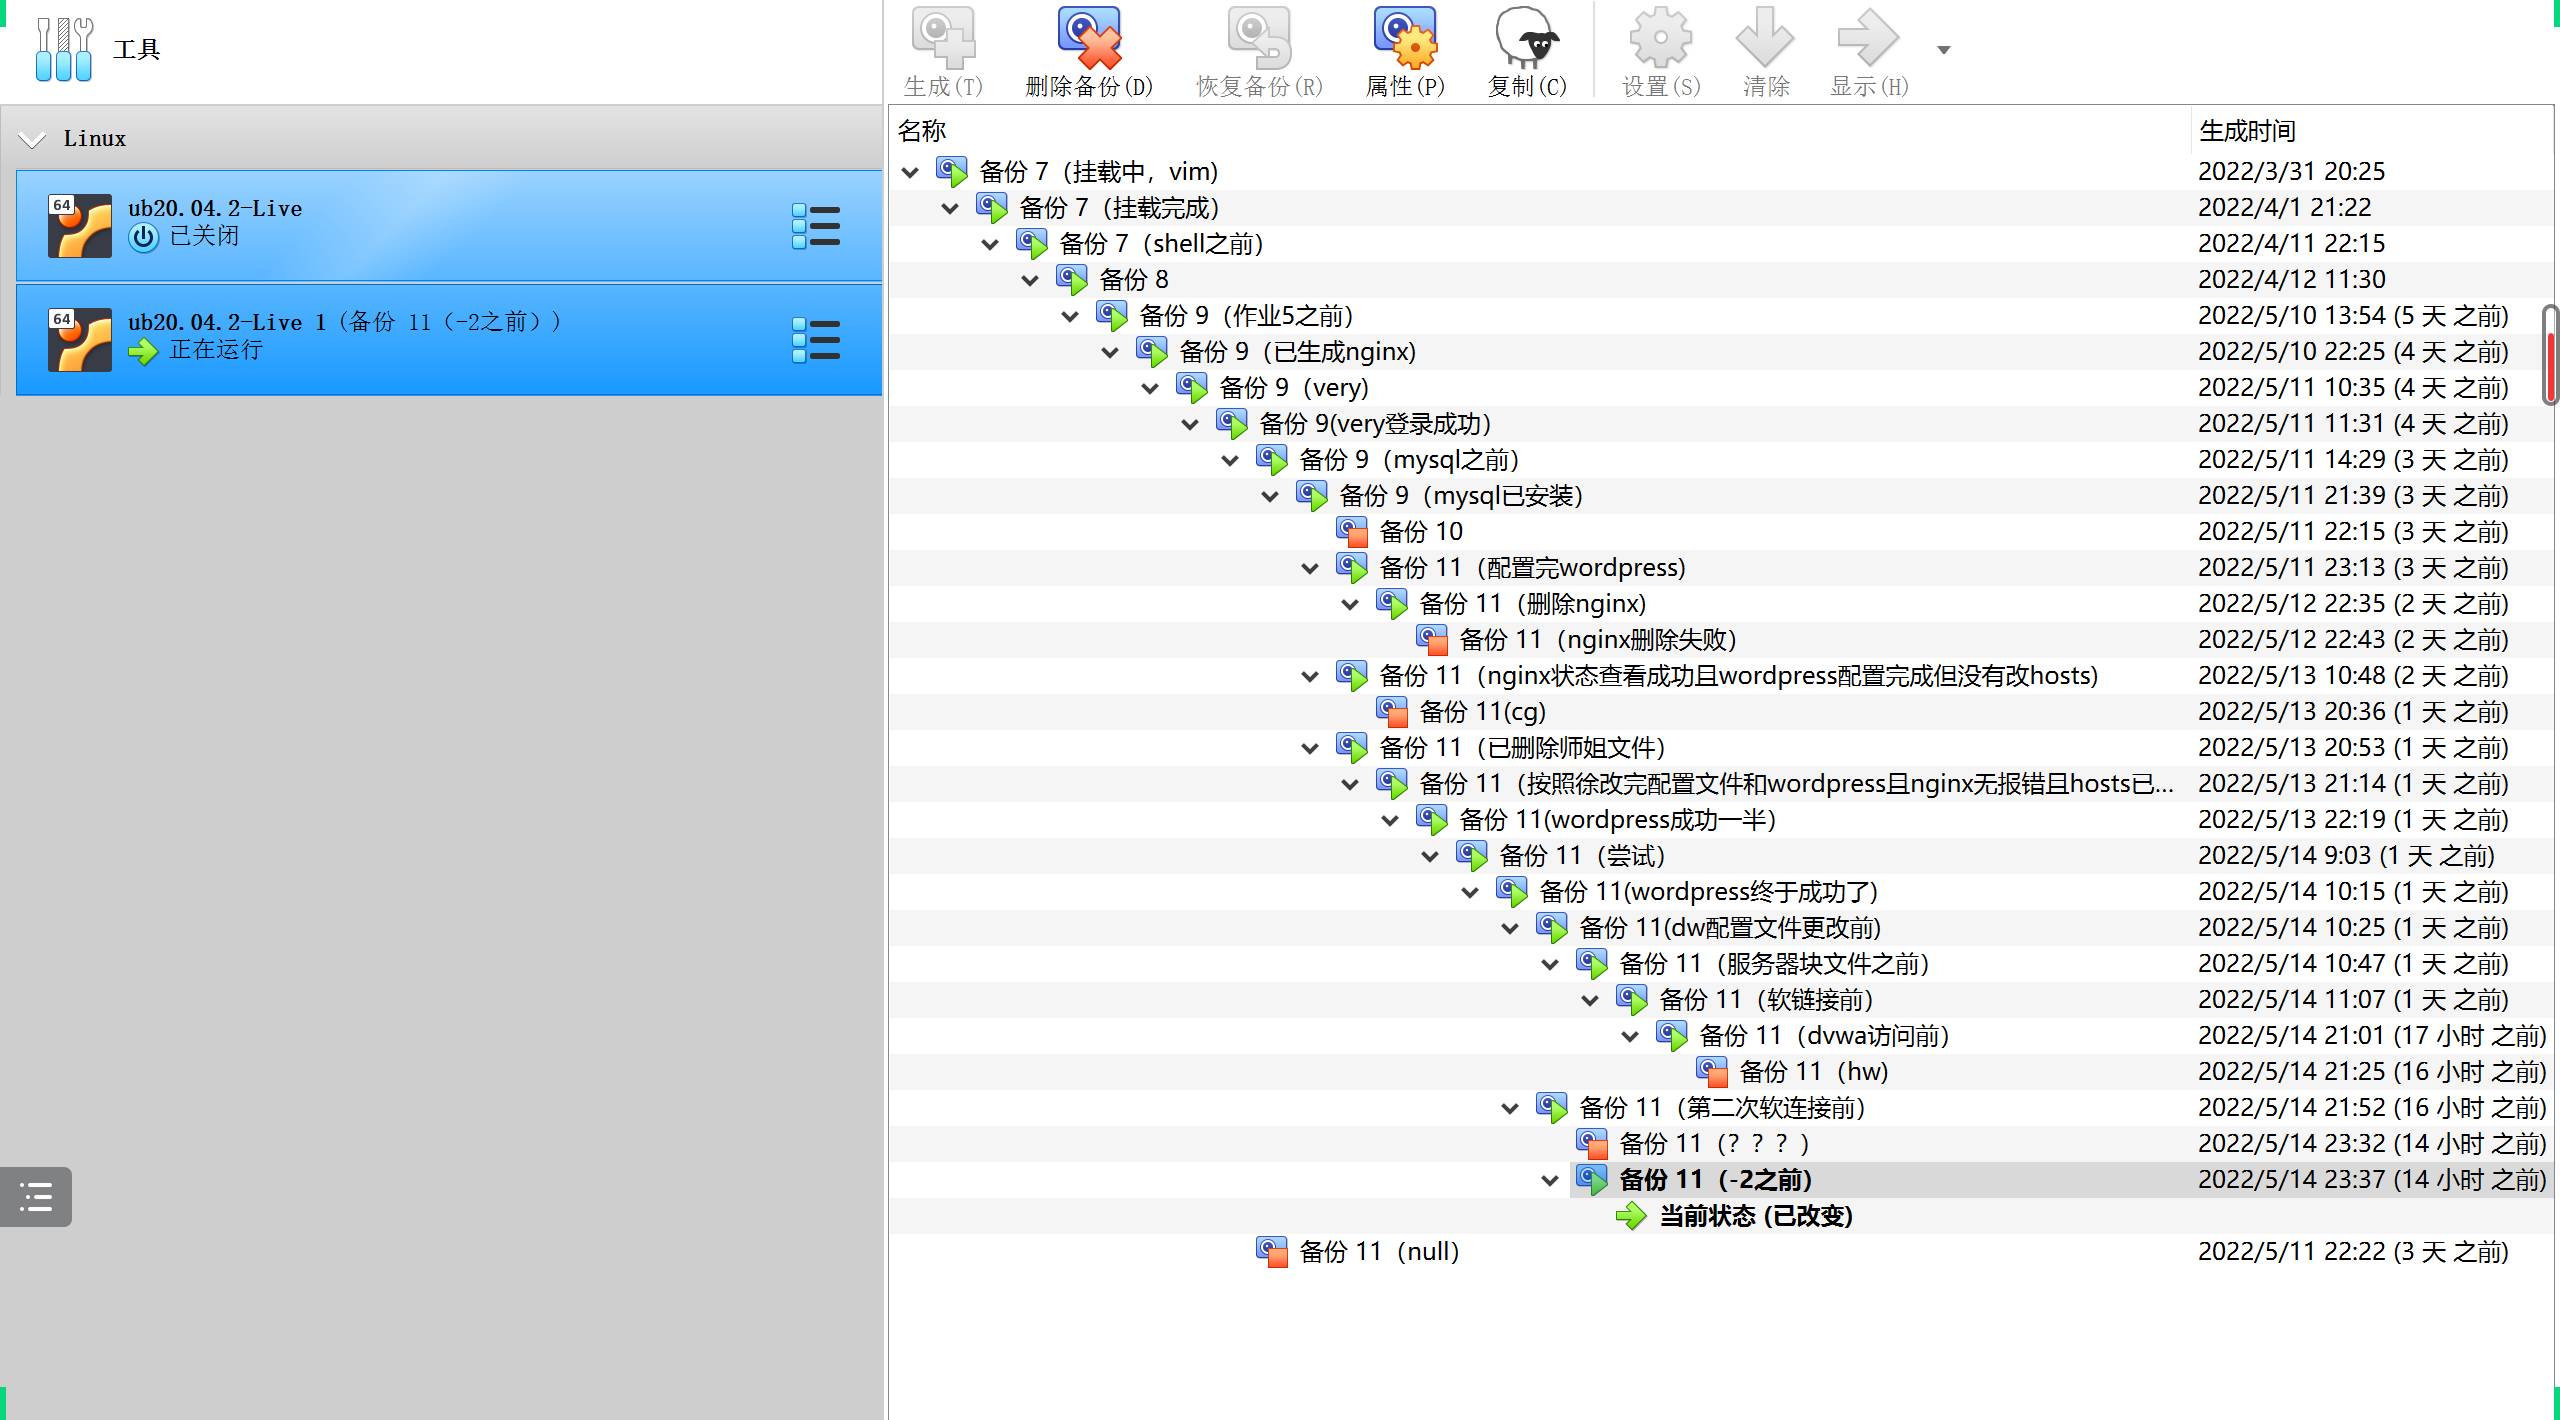 工具
生成(T)
删除备份(D)
恢复备份(R)
属性(P)
复制(C)
设置(S)
清除
显示(H)
Linux
64
ub20.04.2-Live
已关闭
64
ub20.04.2-Live 1 (备份 11（-2之前）)
正在运行
名称 生成时间
备份 7（挂载中，vim) 2022/3/31 20:25
备份 7（挂载完成） 2022/4/1 21:22
备份 7（shell之前） 2022/4/11 22:15
备份 8 2022/4/12 11:30
备份 9（作业5之前） 2022/5/10 13:54 (5 天 之前)
备份 9（已生成nginx) 2022/5/10 22:25 (4 天 之前)
备份 9（very) 2022/5/11 10:35 (4 天 之前)
备份 9(very登录成功） 2022/5/11 11:31 (4 天 之前)
备份 9（mysql之前） 2022/5/11 14:29 (3 天 之前)
备份 9（mysql已安装） 2022/5/11 21:39 (3 天 之前)
备份 10 2022/5/11 22:15 (3 天 之前)
备份 11（配置完wordpress) 2022/5/11 23:13 (3 天 之前)
备份 11（删除nginx) 2022/5/12 22:35 (2 天 之前)
备份 11（nginx删除失败） 2022/5/12 22:43 (2 天 之前)
备份 11（nginx状态查看成功且wordpress配置完成但没有改hosts) 2022/5/13 10:48 (2 天 之前)
备份 11(cg) 2022/5/13 20:36 (1 天 之前)
备份 11（已删除师姐文件） 2022/5/13 20:53 (1 天 之前)
备份 11（按照徐改完配置文件和wordpress且nginx无报错且hosts已... 2022/5/13 21:14 (1 天 之前)
备份 11(wordpress成功一半） 2022/5/13 22:19 (1 天 之前)
备份 11（尝试） 2022/5/14 9:03 (1 天 之前)
备份 11(wordpress终于成功了) 2022/5/14 10:15 (1 天 之前)
备份 11(dw配置文件更改前) 2022/5/14 10:25 (1 天 之前)
备份 11（服务器块文件之前） 2022/5/14 10:47 (1 天 之前)
备份 11（软链接前） 2022/5/14 11:07 (1 天 之前)
备份 11（dvwa访问前） 2022/5/14 21:01 (17 小时 之前)
备份 11（hw) 2022/5/14 21:25 (16 小时 之前)
备份 11（第二次软连接前） 2022/5/14 21:52 (16 小时 之前)
备份 11（？？？） 2022/5/14 23:32 (14 小时 之前)
备份 11（-2之前） 2022/5/14 23:37 (14 小时 之前)
当前状态 (已改变)
备份 11（null） 2022/5/11 22:22 (3 天 之前)